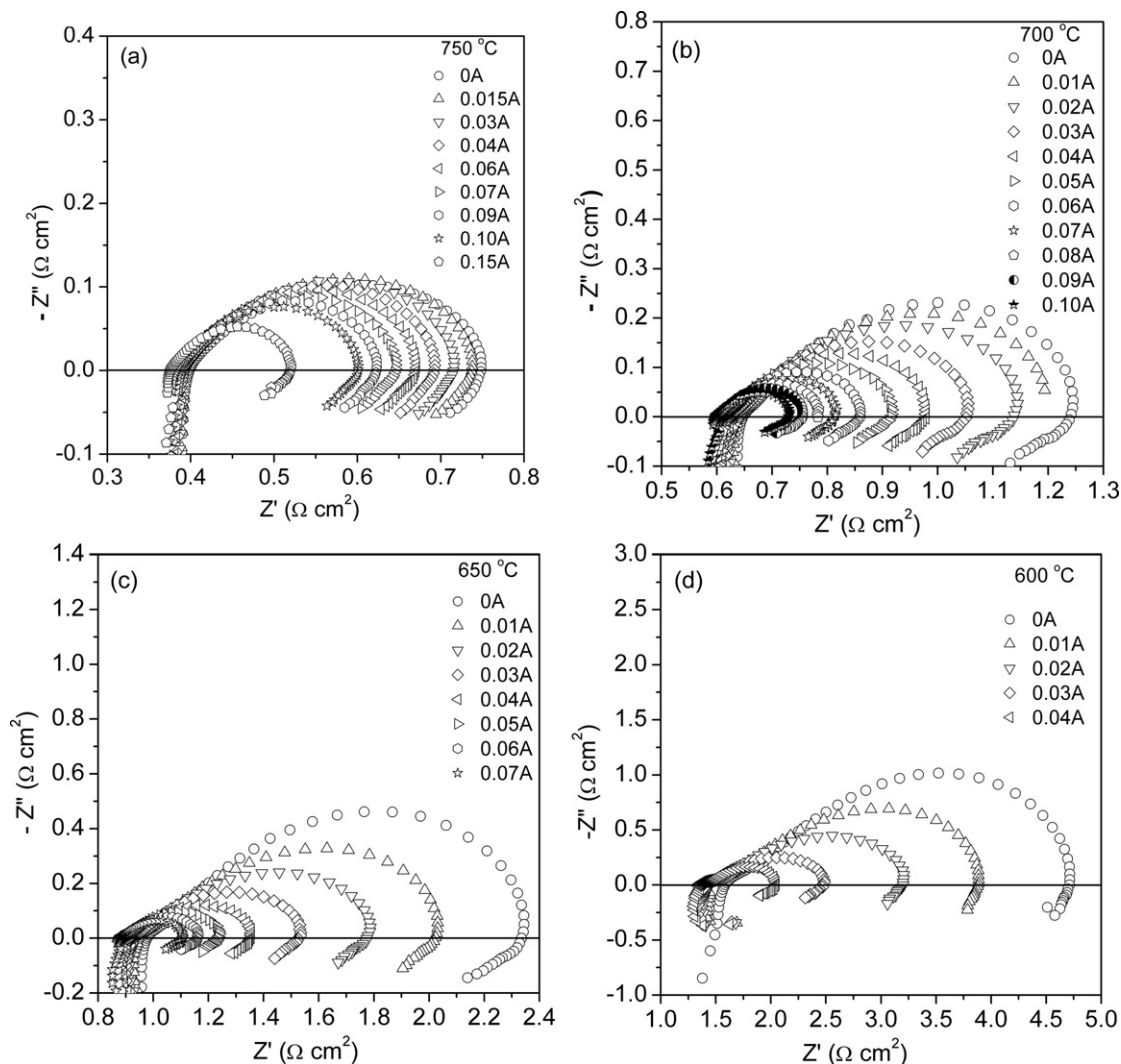 (a)
750 °C
0A
0.015A
0.03A
0.04A
0.06A
0.07A
0.09A
0.10A
0.15A
0.4
0.3
0.2
0.1
0.0
-0.1
- Z'' (Ω cm²)
0.3 0.4 0.5 0.6 0.7 0.8
Z' (Ω cm²)
(b)
700 °C
0A
0.01A
0.02A
0.03A
0.04A
0.05A
0.06A
0.07A
0.08A
0.09A
0.10A
0.8
0.7
0.6
0.5
0.4
0.3
0.2
0.1
0.0
-0.1
- Z'' (Ω cm²)
0.5 0.6 0.7 0.8 0.9 1.0 1.1 1.2 1.3
Z' (Ω cm²)
(c)
650 °C
0A
0.01A
0.02A
0.03A
0.04A
0.05A
0.06A
0.07A
1.4
1.2
1.0
0.8
0.6
0.4
0.2
0.0
-0.2
- Z'' (Ω cm²)
0.8 1.0 1.2 1.4 1.6 1.8 2.0 2.2 2.4
Z' (Ω cm²)
(d)
600 °C
0A
0.01A
0.02A
0.03A
0.04A
3.0
2.5
2.0
1.5
1.0
0.5
0.0
-0.5
-1.0
-Z'' (Ω cm²)
1.0 1.5 2.0 2.5 3.0 3.5 4.0 4.5 5.0
Z' (Ω cm²)